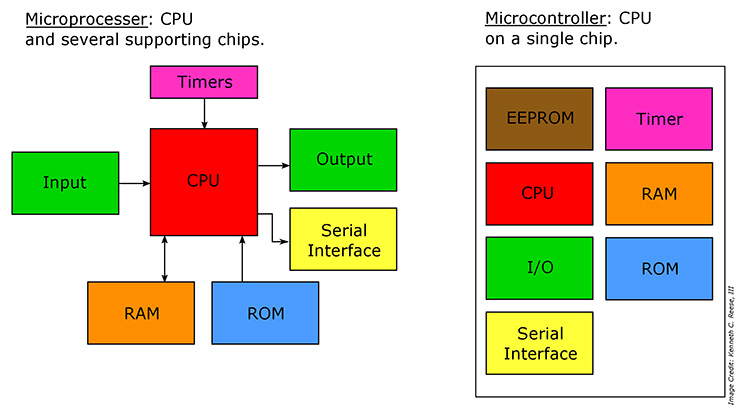 Microprocesser: CPU
and several supporting chips.
Timers
Input
CPU
Output
Serial
Interface
RAM
ROM
Microcontroller: CPU
on a single chip.
EEPROM
Timer
CPU
RAM
I/O
ROM
Serial
Interface
Image Credit: Kenneth C. Reese, III